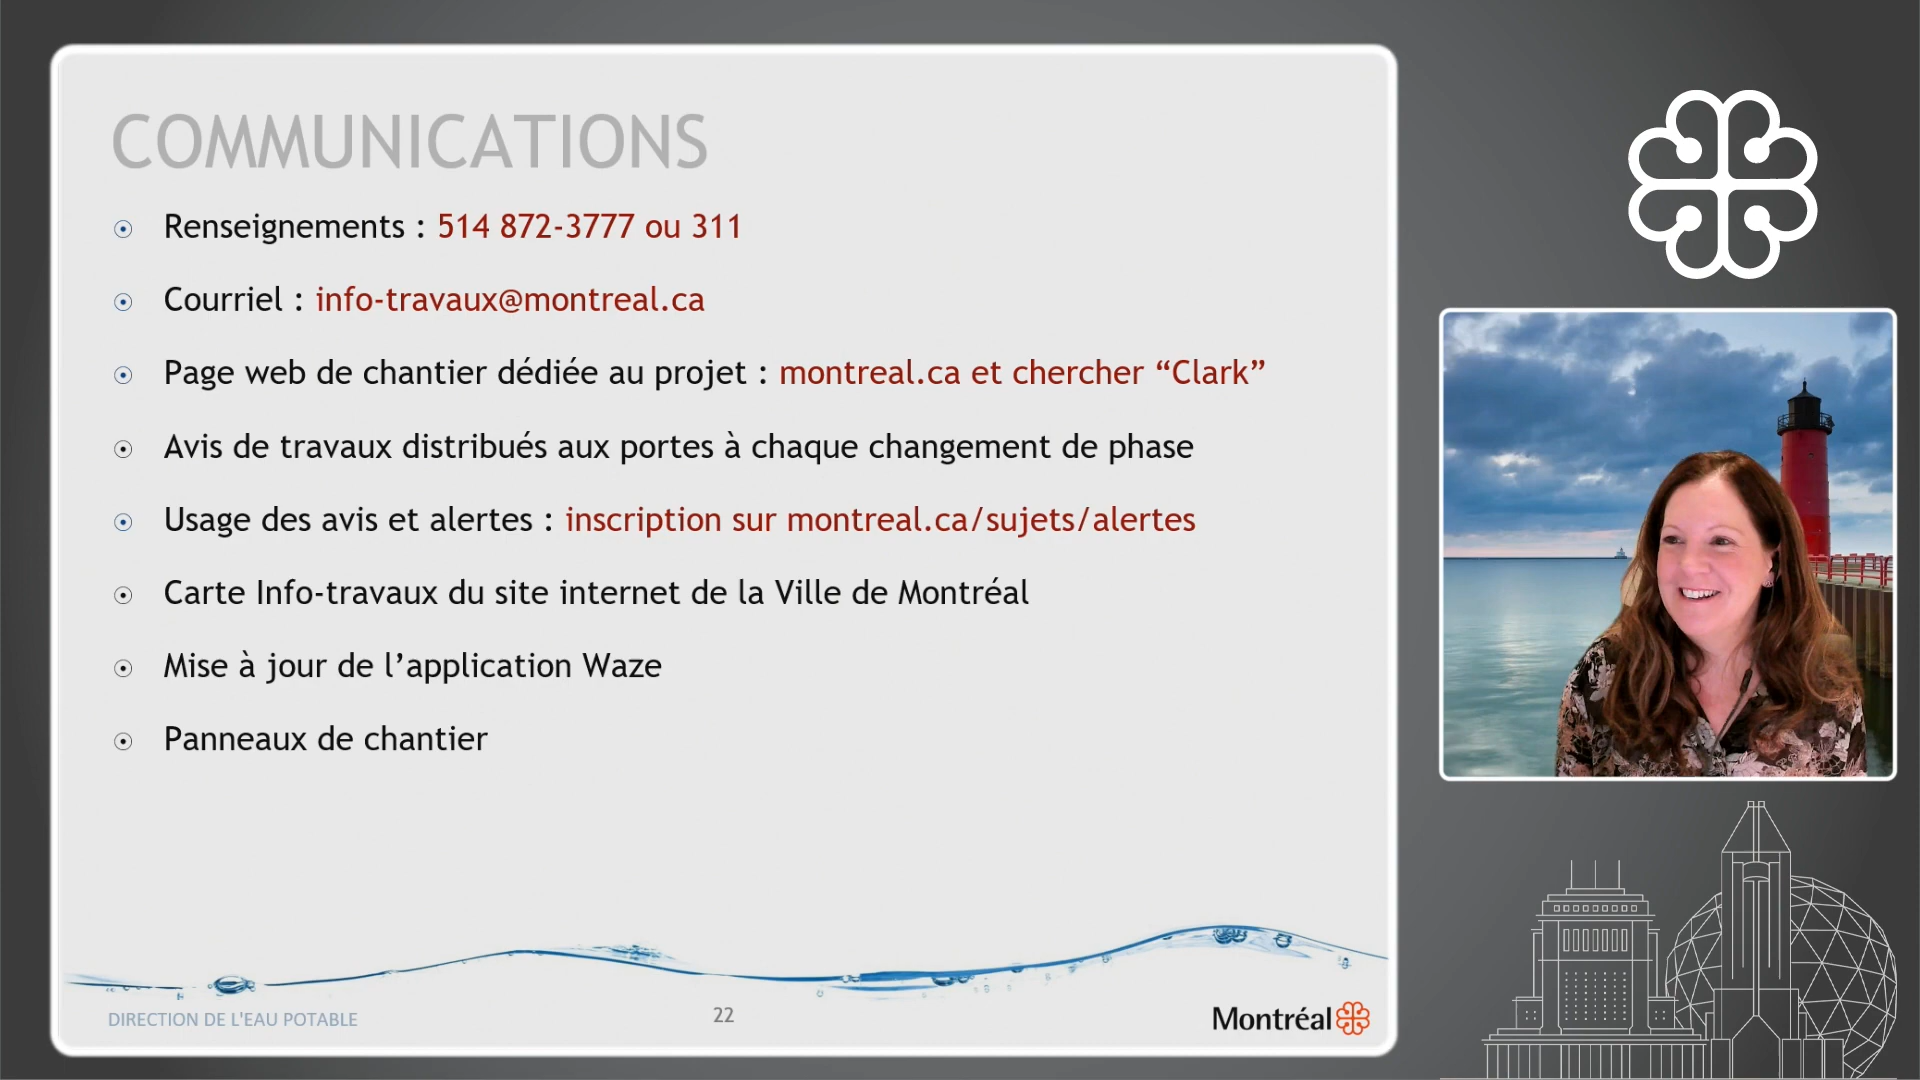 COMMUNICATIONS
Renseignements : 514 872-3777 ou 311
Courriel : info-travaux@montreal.ca
Page web de chantier dédiée au projet : montreal.ca et chercher “Clark”
Avis de travaux distribués aux portes à chaque changement de phase
Usage des avis et alertes : inscription sur montreal.ca/sujets/alertes
Carte Info-travaux du site internet de la Ville de Montréal
Mise à jour de l’application Waze
Panneaux de chantier
DIRECTION DE L'EAU POTABLE
22
Montréal